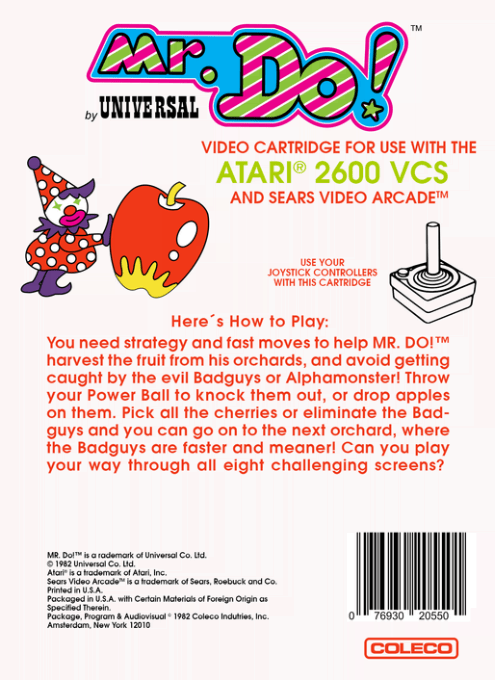 Mr. Do!™
by UNIVERSAL
VIDEO CARTRIDGE FOR USE WITH THE
ATARI® 2600 VCS
AND SEARS VIDEO ARCADE™
USE YOUR
JOYSTICK CONTROLLERS
WITH THIS CARTRIDGE
Here´s How to Play:
You need strategy and fast moves to help MR. DO!™
harvest the fruit from his orchards, and avoid getting
caught by the evil Badguys or Alphamonster! Throw
your Power Ball to knock them out, or drop apples
on them. Pick all the cherries or eliminate the Bad-
guys and you can go on to the next orchard, where
the Badguys are faster and meaner! Can you play
your way through all eight challenging screens?
MR. Do!™ is a rademark of Universal Co. Ltd.
© 1982 Universal Co. Ltd.
Atari® is a trademark of Atari, Inc.
Sears Video Arcade™ is a trademark of Sears, Roebuck and Co.
Printed in U.S.A.
Packaged in U.S.A. with Certain Materials of Foreign Origin as
Specified Therein.
Package, Program & Audiovisual © 1982 Coleco Indutries, Inc.
Amsterdam, New York 12010
0 76930 20550
COLECO